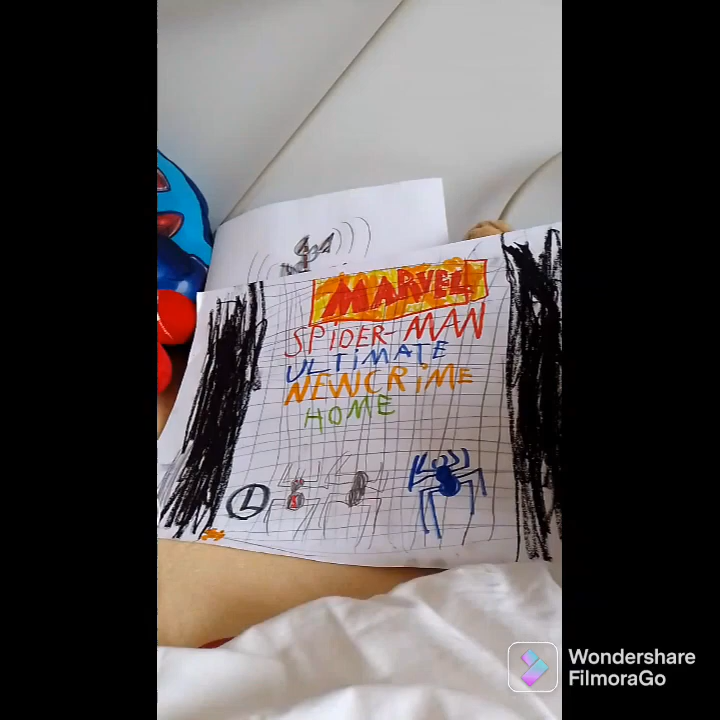 MARVEL
SPiDER-MAN
ULTiMATE
NEWCRiME
HOME
L
Wondershare
FilmoraGo